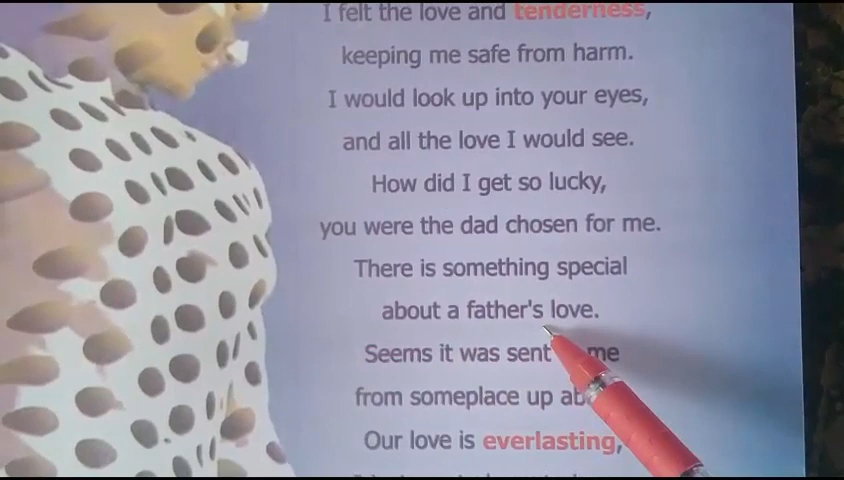 I felt the love and tenderness,
keeping me safe from harm.
I would look up into your eyes,
and all the love I would see.
How did I get so lucky,
you were the dad chosen for me.
There is something special
about a father's love.
Seems it was sent me
from someplace up
Our love is everlasting,